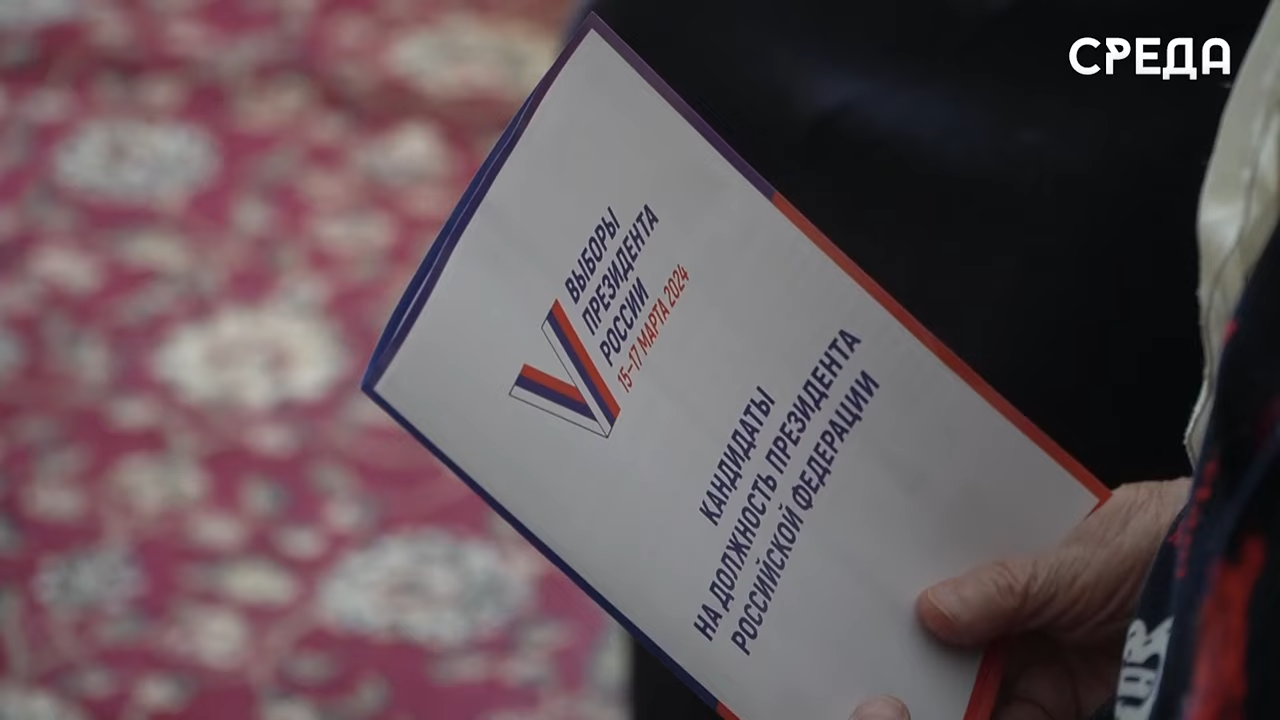 СРЕДА
ВЫБОРЫ
ПРЕЗИДЕНТА
РОССИИ
15–17 МАРТА 2024
КАНДИДАТЫ
НА ДОЛЖНОСТЬ ПРЕЗИДЕНТА
РОССИЙСКОЙ ФЕДЕРАЦИИ